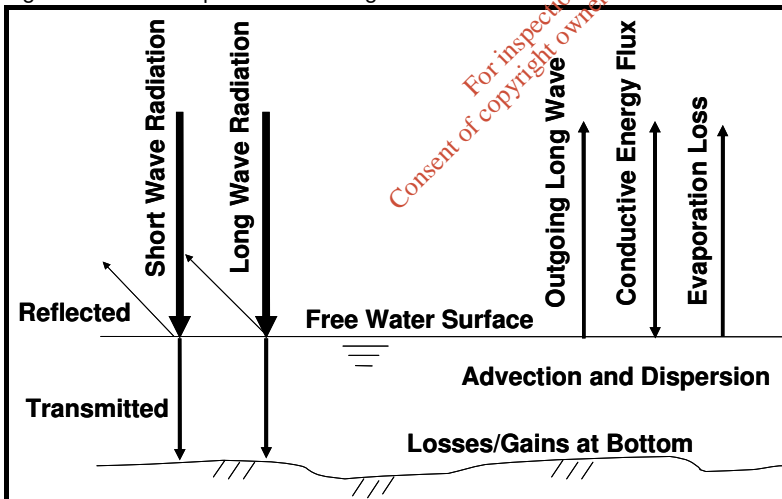 For inspection
Consent of copyright owner
Short Wave Radiation
Long Wave Radiation
Outgoing Long Wave
Conductive Energy Flux
Evaporation Loss
Reflected
Free Water Surface
Advection and Dispersion
Transmitted
Losses/Gains at Bottom